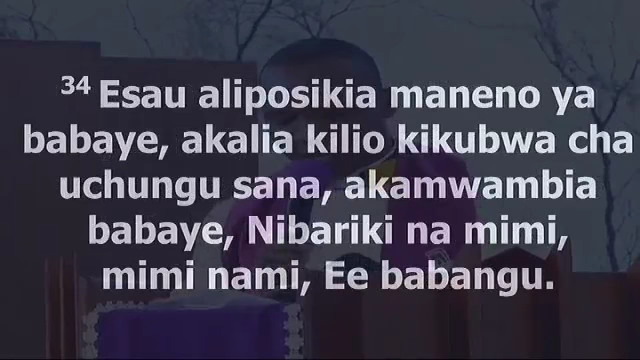 34 Esau aliposikia maneno ya
babaye, akalia kilio kikubwa cha
uchungu sana, akamwambia
babaye, Nibariki na mimi,
mimi nami, Ee babangu.